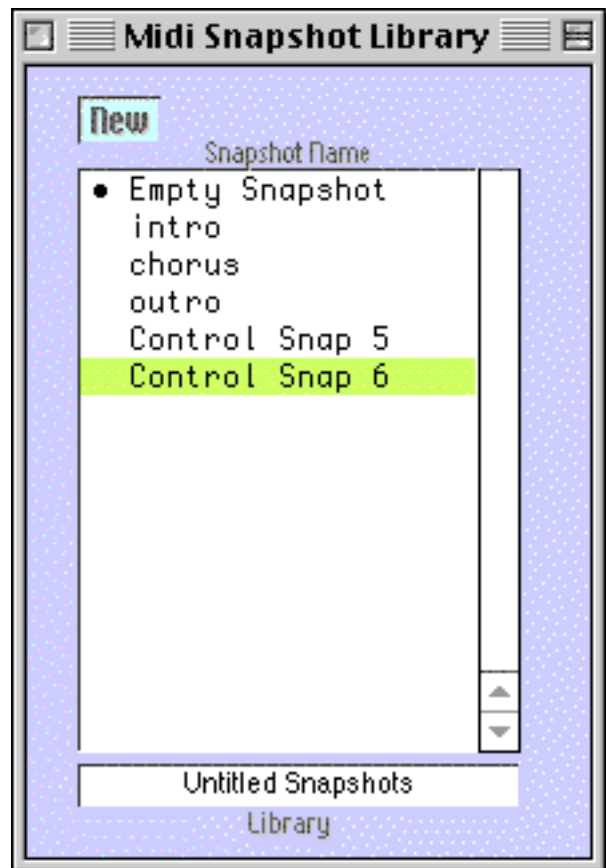 Midi Snapshot Library
New
Snapshot Name
• Empty Snapshot
intro
chorus
outro
Control Snap 5
Control Snap 6
Untitled Snapshots
Library